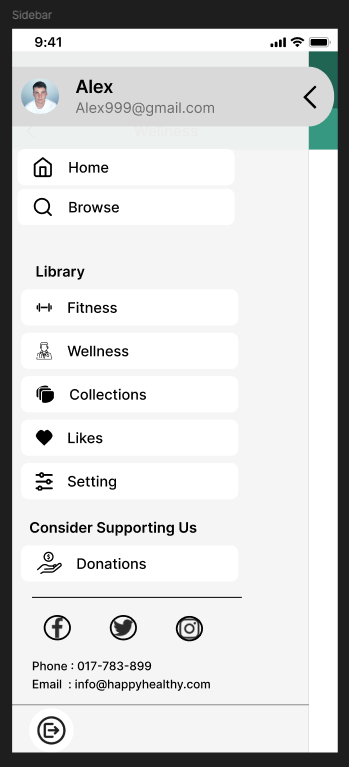 Sidebar
9:41
Alex
Alex999@gmail.com
Wellness
Home
Browse
Library
Fitness
Wellness
Collections
Likes
Setting
Consider Supporting Us
Donations
Phone : 017-783-899
Email : info@happyhealthy.com